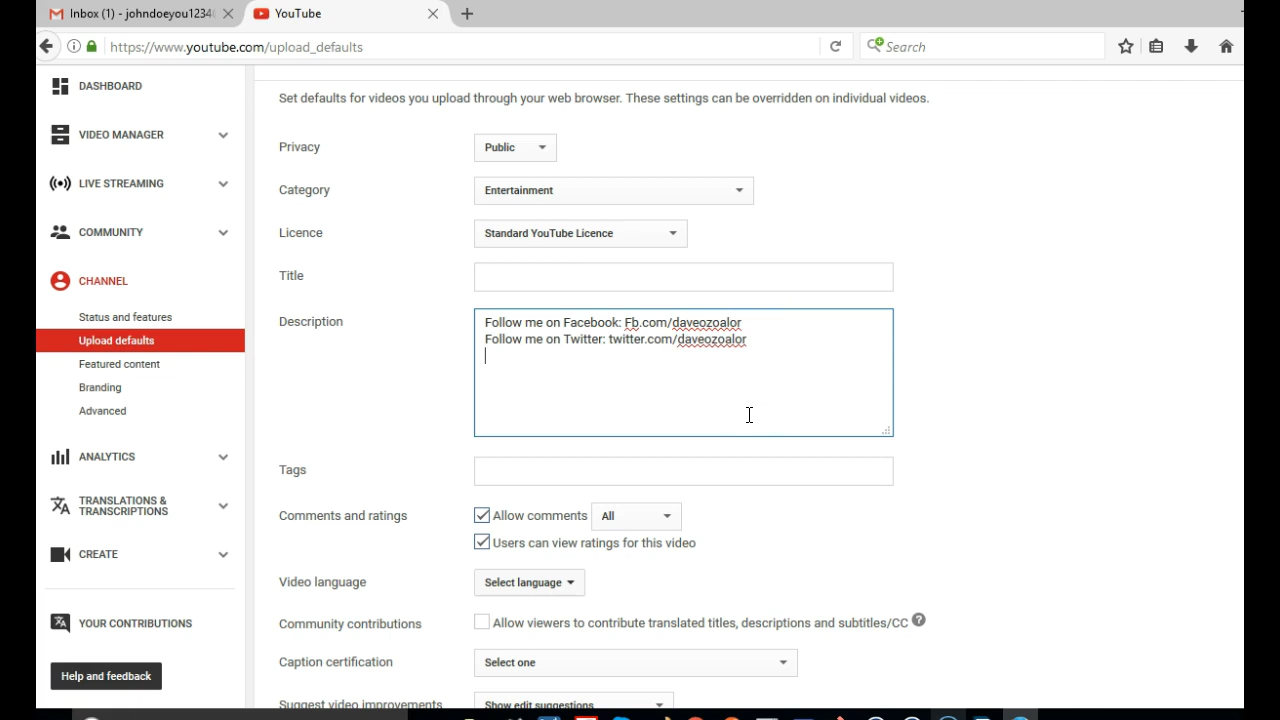 Inbox (1) - johndoeyou1234
YouTube
https://www.youtube.com/upload_defaults
Search
DASHBOARD
VIDEO MANAGER
LIVE STREAMING
COMMUNITY
CHANNEL
Status and features
Upload defaults
Featured content
Branding
Advanced
ANALYTICS
TRANSLATIONS &
TRANSCRIPTIONS
CREATE
YOUR CONTRIBUTIONS
Help and feedback
Set defaults for videos you upload through your web browser. These settings can be overridden on individual videos.
Privacy Public
Category Entertainment
Licence Standard YouTube Licence
Title
Description
Follow me on Facebook: Fb.com/daveozoalor
Follow me on Twitter: twitter.com/daveozoalor
Tags
Comments and ratings Allow comments All
Users can view ratings for this video
Video language Select language
Community contributions Allow viewers to contribute translated titles, descriptions and subtitles/CC ?
Caption certification Select one
Suggest video improvements Show edit suggestions